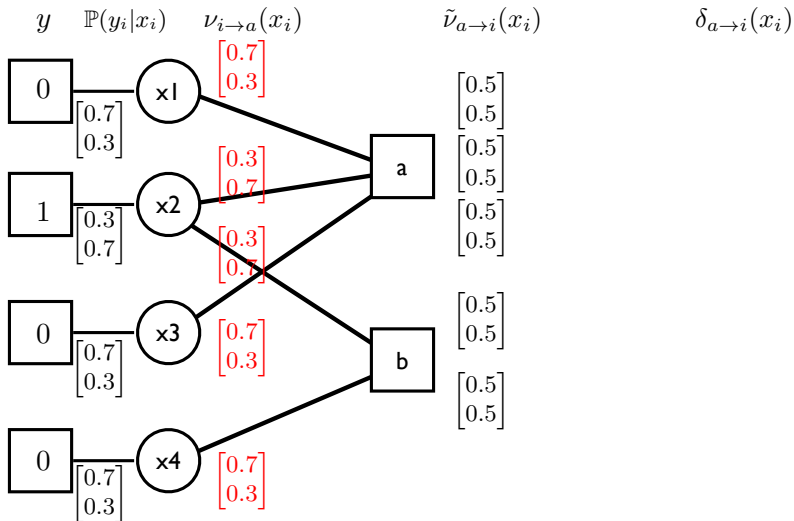 y ℙ(y_i|x_i) ν_{i→a}(x_i) ν̃_{a→i}(x_i) δ_{a→i}(x_i)
0 x1 [0.7 0.3]
[0.7 0.3]
[0.5 0.5]
a
[0.5 0.5]
[0.5 0.5]
1 x2 [0.3 0.7]
[0.3 0.7]
[0.3 0.7]
0 x3 [0.7 0.3]
[0.7 0.3]
b
[0.5 0.5]
[0.5 0.5]
0 x4 [0.7 0.3]
[0.7 0.3]